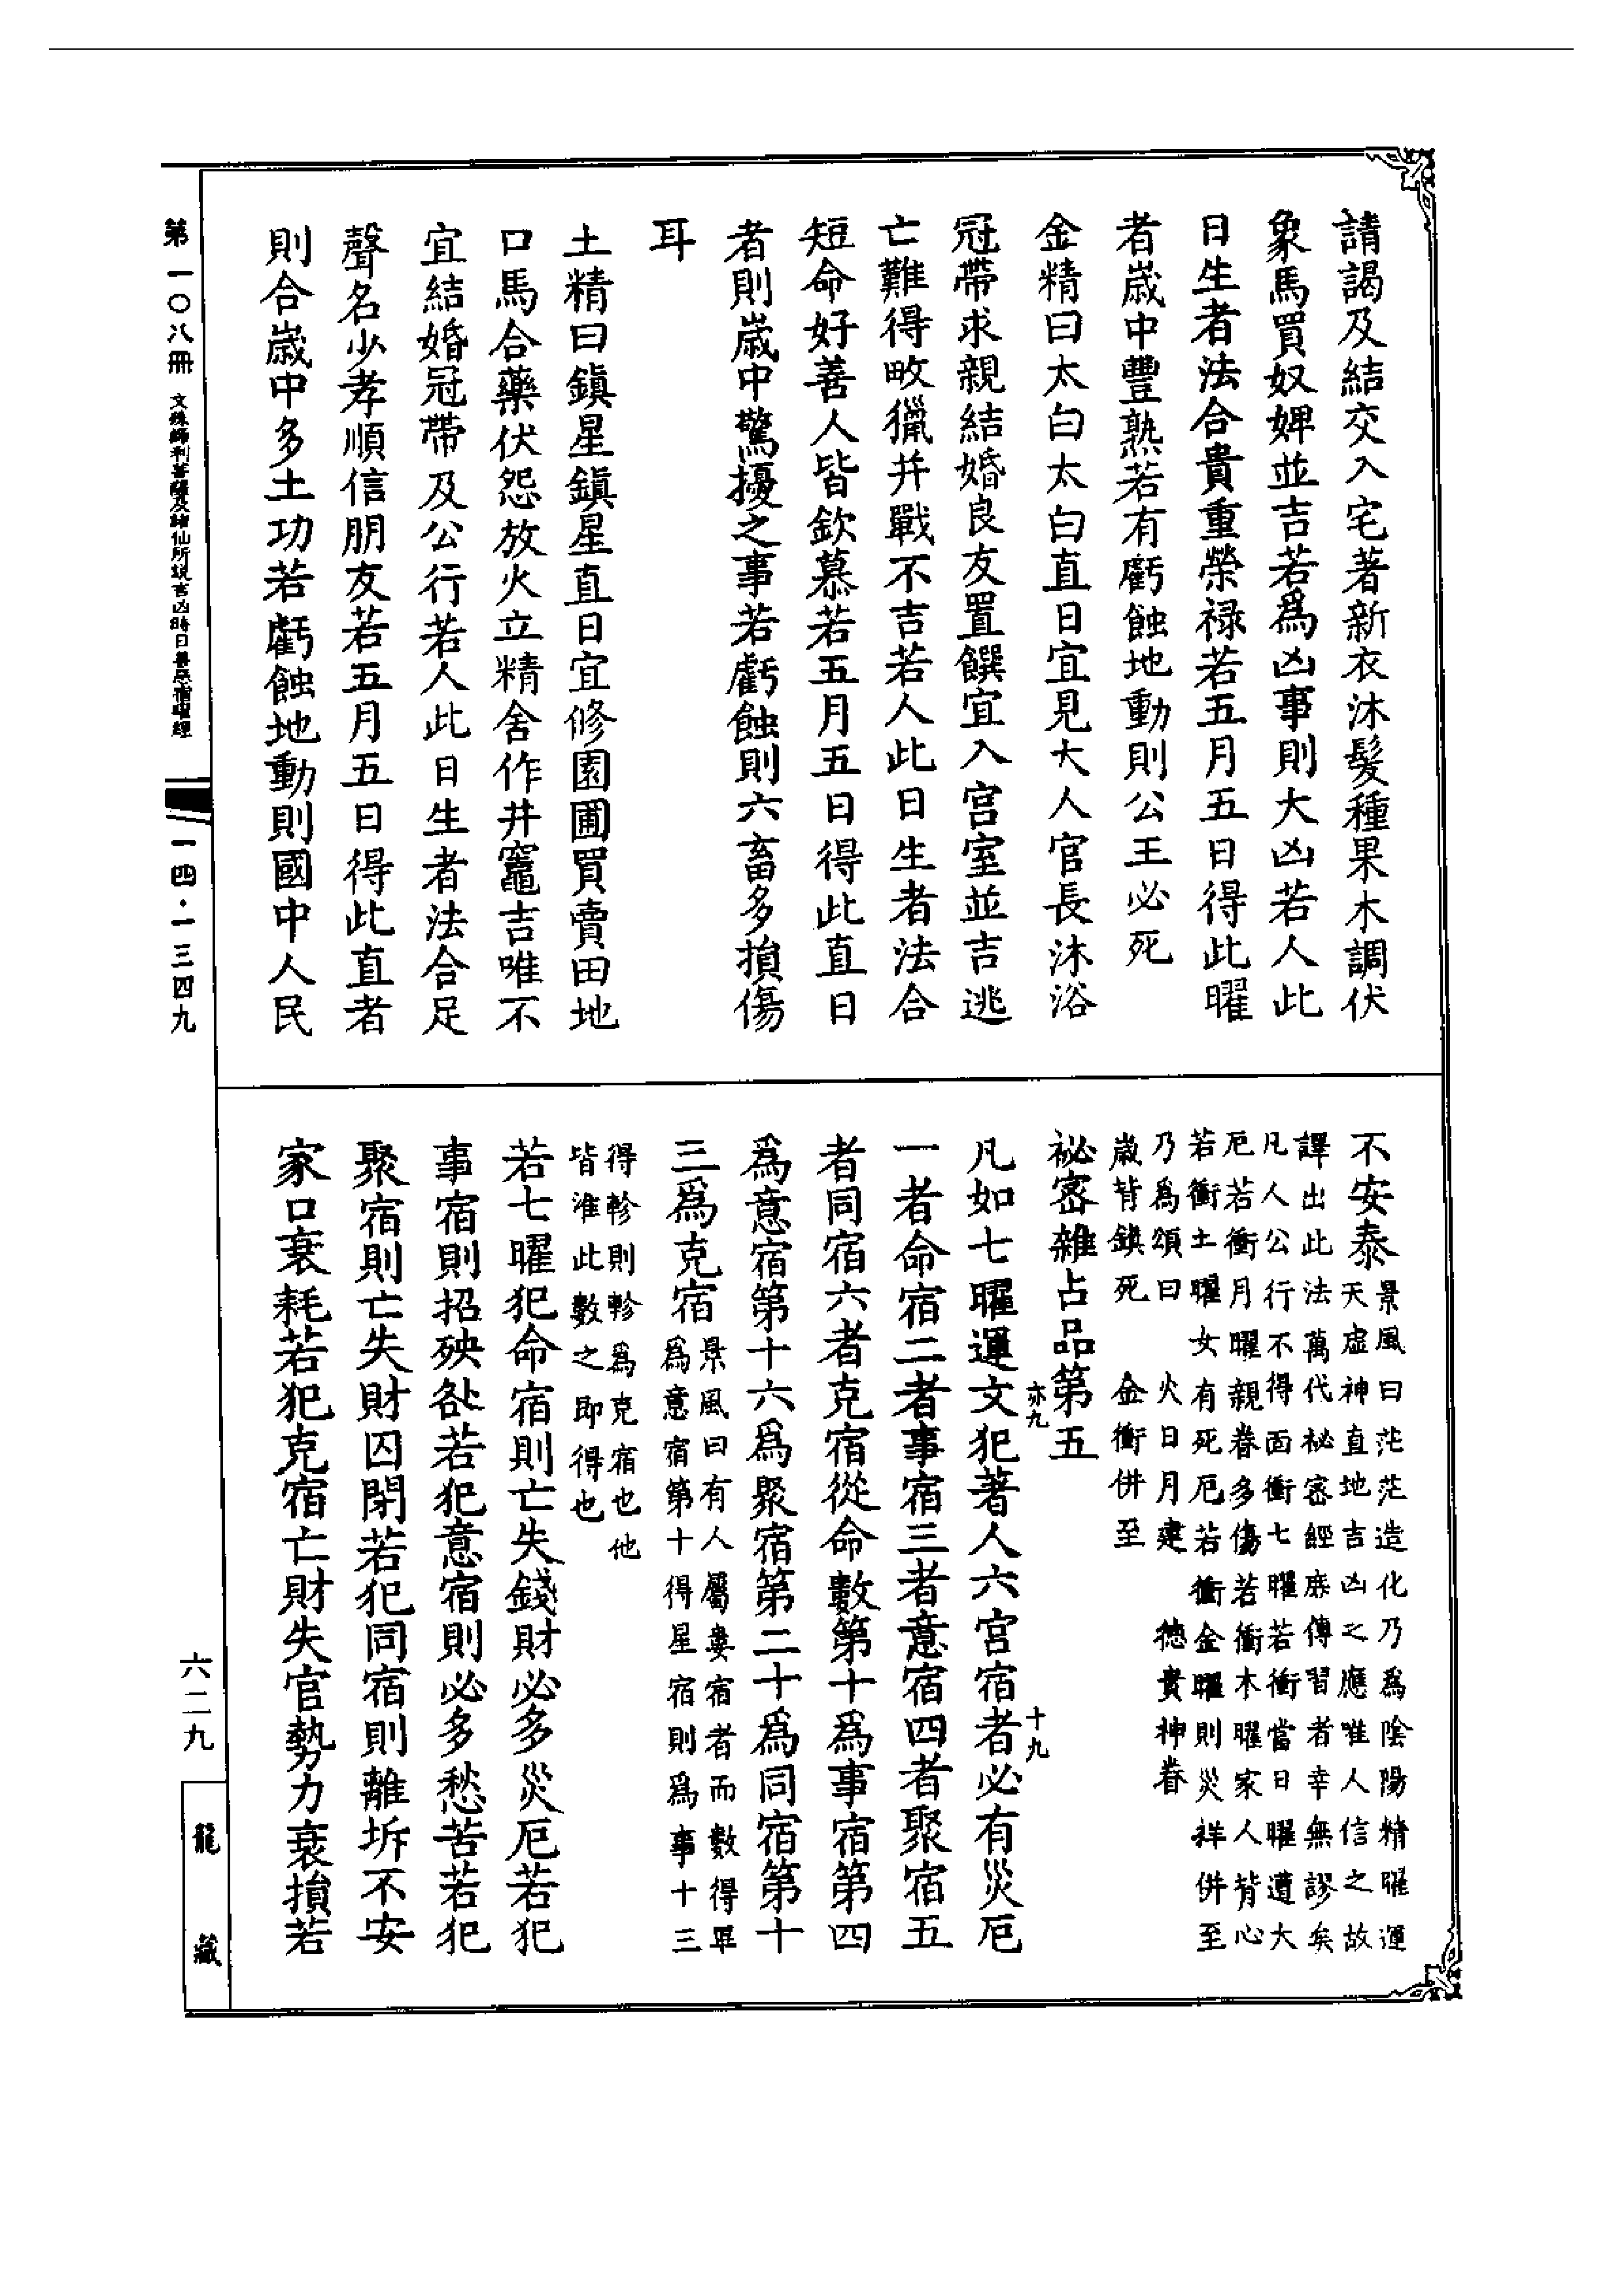 請謁及結交入宅著新衣沐髮種果木調伏
象馬買奴婢並吉若爲凶事則大凶若人此
日生者法合貴重榮禄若五月五日得此曜
者歲中豐熟若有虧蝕地動則公王必死
金精曰太白太白直日宜見大人官長沐浴
冠帶求親結婚良友置饌宜入宮室並吉逃
亡難得畋獵并戰不吉若人此日生者法合
短命好善人皆欽慕若五月五日得此直日
者則歲中驚擾之事若虧蝕則六畜多損傷
耳
土精曰鎮星鎮星直日宜修園圃買賣田地
口馬合藥伏怨放火立精舍作井竈吉唯不
宜結婚冠帶及公行若人此日生者法合足
聲名少孝順信朋友若五月五日得此直者
則合歲中多土功若虧蝕地動則國中人民
不安泰
景風曰茫茫造化乃爲陰陽精曜運
天虛神直地吉凶之應唯人信之故
譯出此法萬代祕密經庶傳習者幸無謬矣
凡人公行不得面衝七曜若衝當日曜遭大
厄若衝月曜親眷多傷若衝木曜家人背心
若衝土曜女有死厄若衝金曜則災祥併至
乃爲頌曰　火日月建　德貴神眷
歲背鎮死　金衝併至
祕密雜占品第五
亦九　十九
凡如七曜運文犯著人六宮宿者必有災厄
一者命宿二者事宿三者意宿四者聚宿五
者同宿六者克宿從命數第十爲事宿第四
爲意宿第十六爲聚宿第二十爲同宿第十
三爲克宿
景風曰有人屬婁宿者而數得畢
爲意宿第十得星宿則爲事十三
得軫則軫爲克宿也他
皆准此數之即得也
若七曜犯命宿則亡失錢財必多災厄若犯
事宿則招殃咎若犯意宿則必多愁苦若犯
聚宿則亡失財囚閉若犯同宿則離坼不安
家口衰耗若犯克宿亡財失官勢力衰損若
第一〇八冊　文殊師利菩薩及諸仙所說吉凶時日善惡宿曜經
一四·一三四九
六二九
龍藏